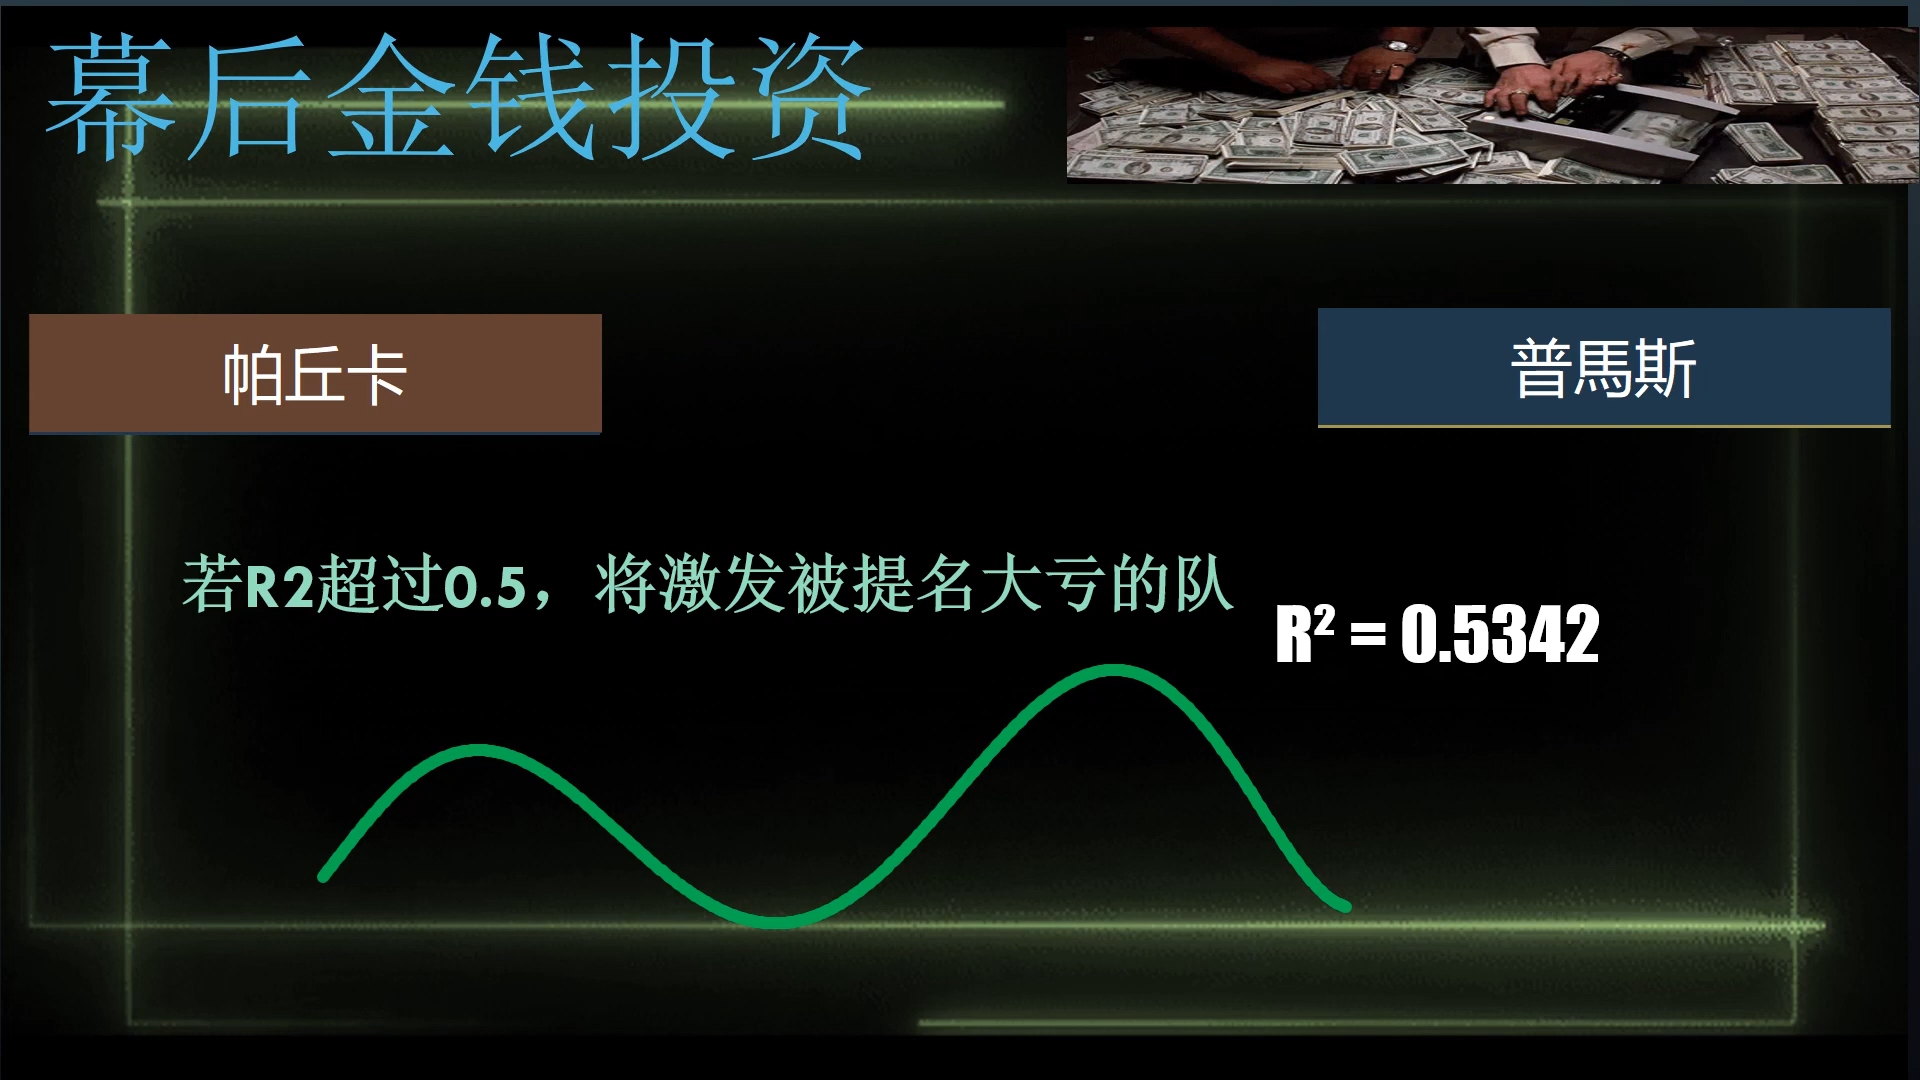 幕后金钱投资
帕丘卡
普馬斯
若R2超过0.5，将激发被提名大亏的队
R² = 0.5342